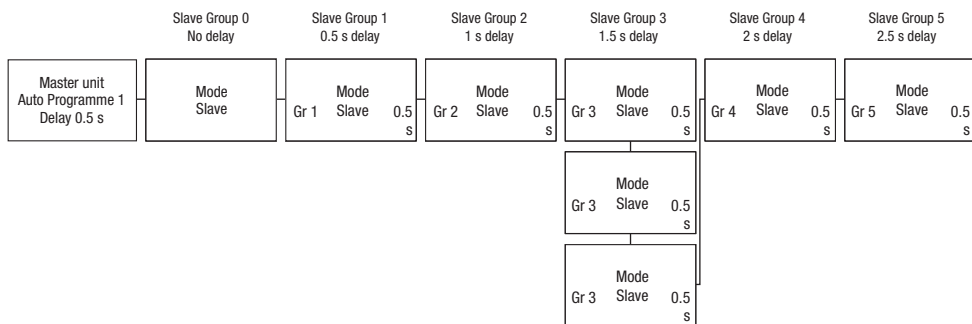 Slave Group 0
No delay
Slave Group 1
0.5 s delay
Slave Group 2
1 s delay
Slave Group 3
1.5 s delay
Slave Group 4
2 s delay
Slave Group 5
2.5 s delay
Master unit
Auto Programme 1
Delay 0.5 s
Mode
Slave
Mode
Gr 1 Slave 0.5
s
Mode
Gr 2 Slave 0.5
s
Mode
Gr 3 Slave 0.5
s
Mode
Gr 4 Slave 0.5
s
Mode
Gr 5 Slave 0.5
s
Mode
Gr 3 Slave 0.5
s
Mode
Gr 3 Slave 0.5
s